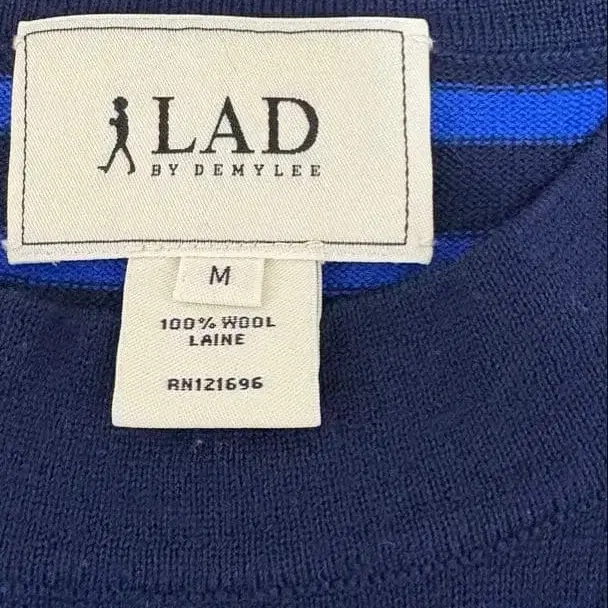 LAD
BY DEMYLEE
M
100% WOOL
LAINE
RN121696